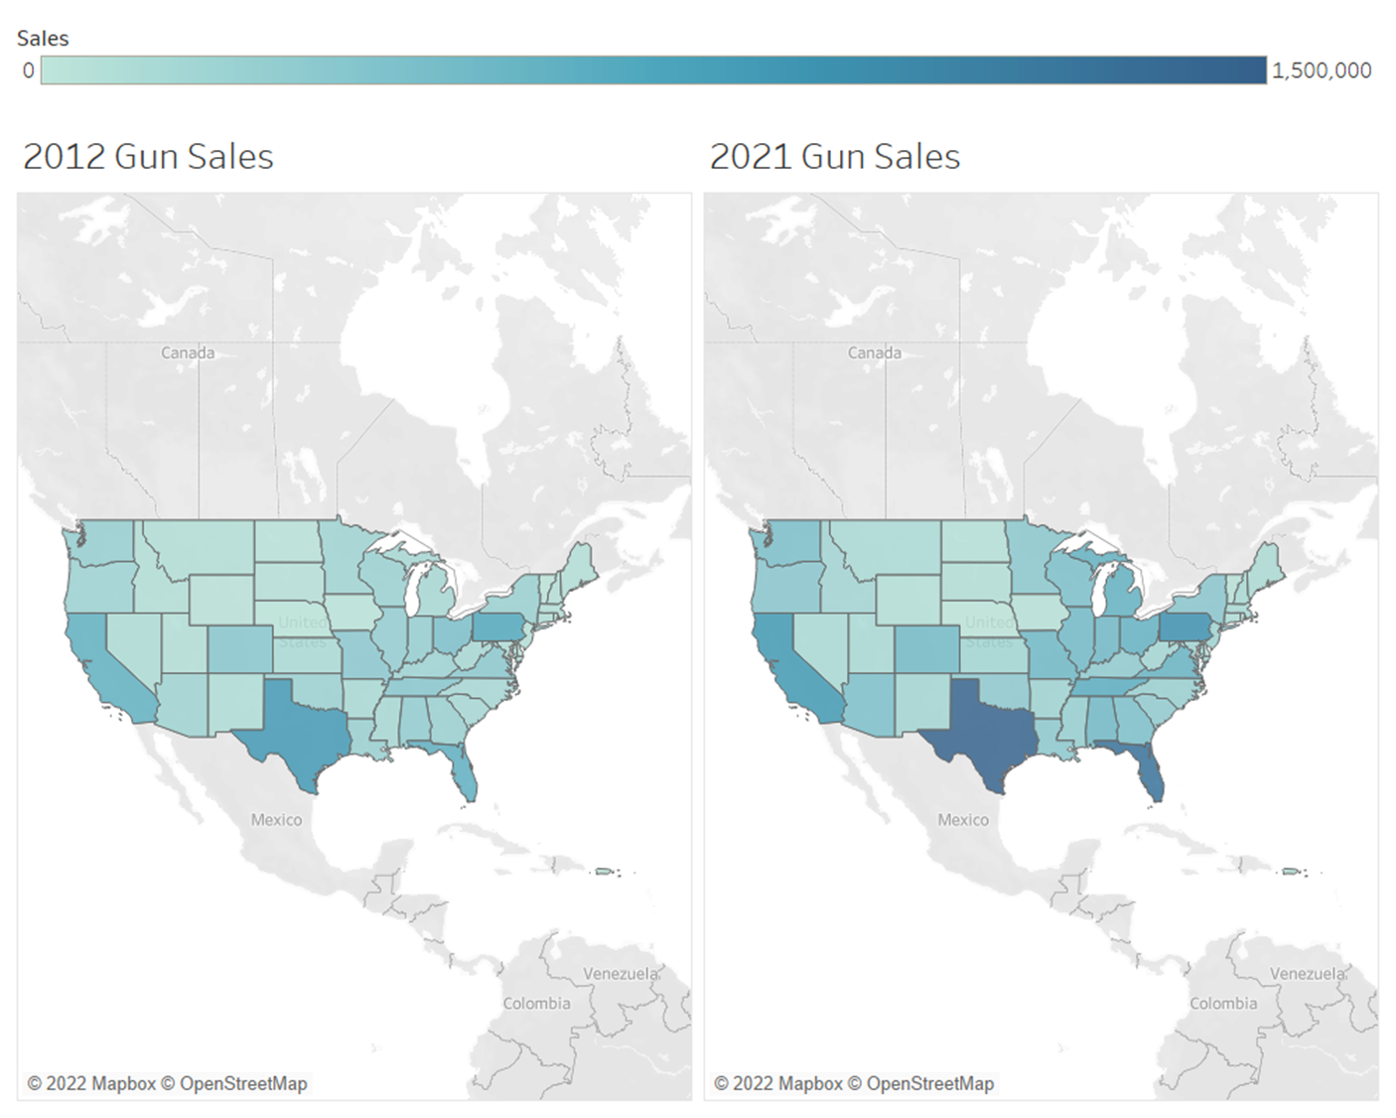 Sales
0 1,500,000
2012 Gun Sales 2021 Gun Sales
Canada Canada
United States United States
Mexico Mexico
Venezuela Venezuela
Colombia Colombia
© 2022 Mapbox © OpenStreetMap © 2022 Mapbox © OpenStreetMap